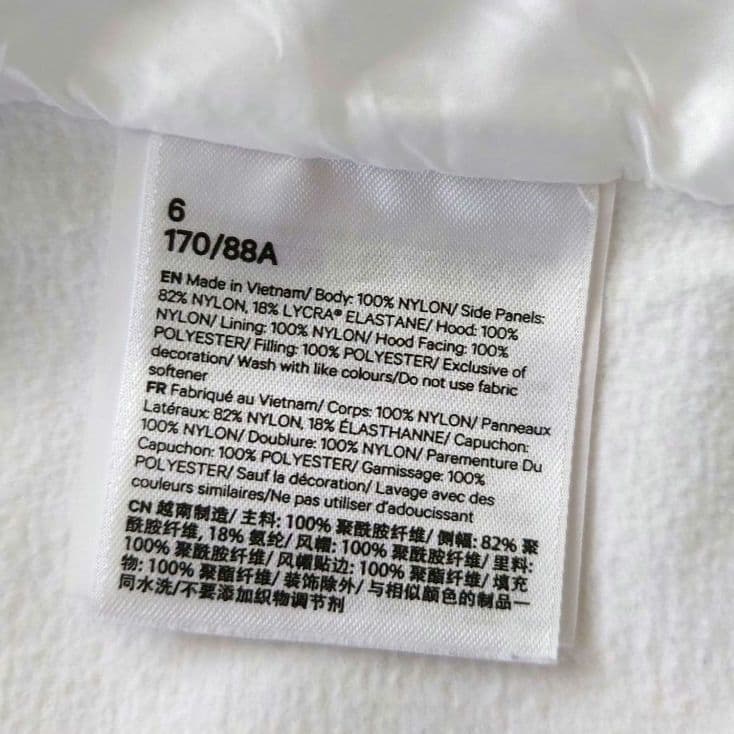 6
170/88A
EN Made in Vietnam/ Body: 100% NYLON/ Side Panels:
82% NYLON, 18% LYCRA® ELASTANE/ Hood: 100%
NYLON/ Lining: 100% NYLON/ Hood Facing: 100%
POLYESTER/ Filling: 100% POLYESTER/ Exclusive of
decoration/ Wash with like colours/Do not use fabric
softener
FR Fabriqué au Vietnam/ Corps: 100% NYLON/ Panneaux
Latéraux: 82% NYLON, 18% ÉLASTHANNE/ Capuchon:
100% NYLON/ Doublure: 100% NYLON/ Parementure Du
Capuchon: 100% POLYESTER/ Garnissage: 100%
POLYESTER/ Sauf la décoration/ Lavage avec des
couleurs similaires/Ne pas utiliser d'adoucissant
CN 越南制造/ 主料: 100% 聚酰胺纤维/ 侧幅: 82% 聚
酰胺纤维, 18% 氨纶/ 风帽: 100% 聚酰胺纤维/ 里料:
100% 聚酰胺纤维/ 风帽贴边: 100% 聚酯纤维/ 填充
物: 100% 聚酯纤维/ 装饰除外/ 与相似颜色的制品一
同水洗/不要添加织物调节剂